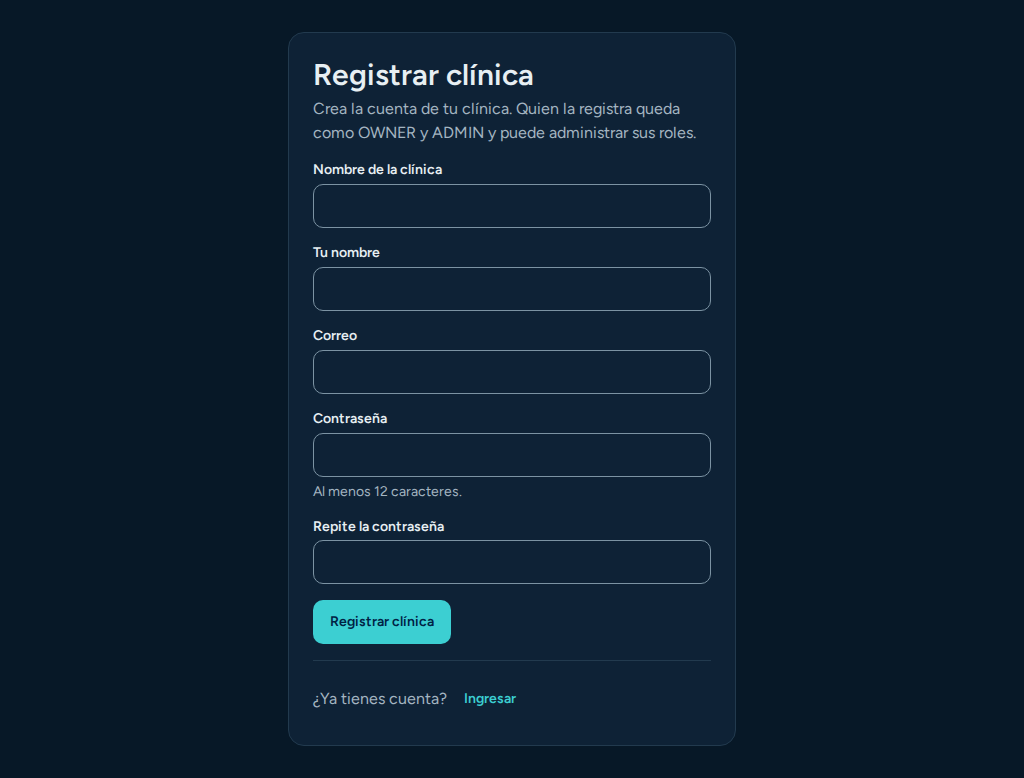 Registrar clínica
Crea la cuenta de tu clínica. Quien la registra queda
como OWNER y ADMIN y puede administrar sus roles.
Nombre de la clínica
Tu nombre
Correo
Contraseña
Al menos 12 caracteres.
Repite la contraseña
Registrar clínica
¿Ya tienes cuenta? Ingresar